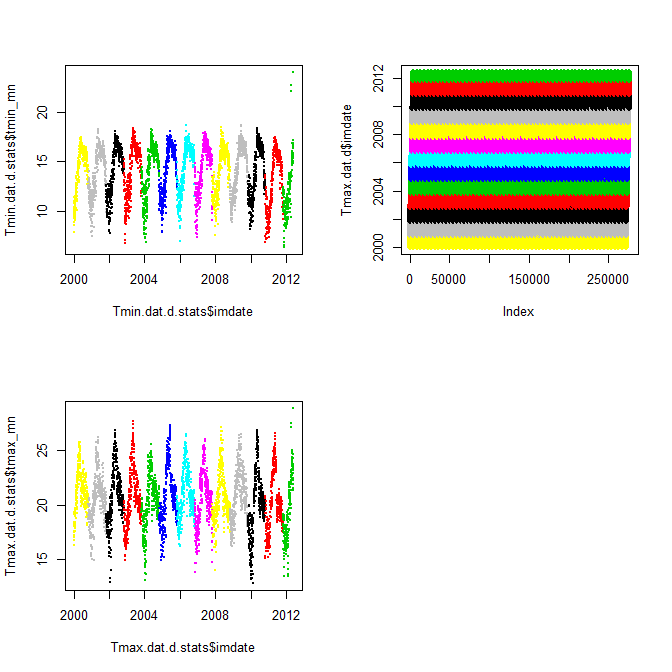 Tmin.dat.d.stats$tmin_mn
10 15 20
2000 2004 2008 2012
Tmin.dat.d.stats$imdate
Tmax.dat.d$imdate
2000 2004 2008 2012
0 50000 150000 250000
Index
Tmax.dat.d.stats$tmax_mn
15 20 25
2000 2004 2008 2012
Tmax.dat.d.stats$imdate